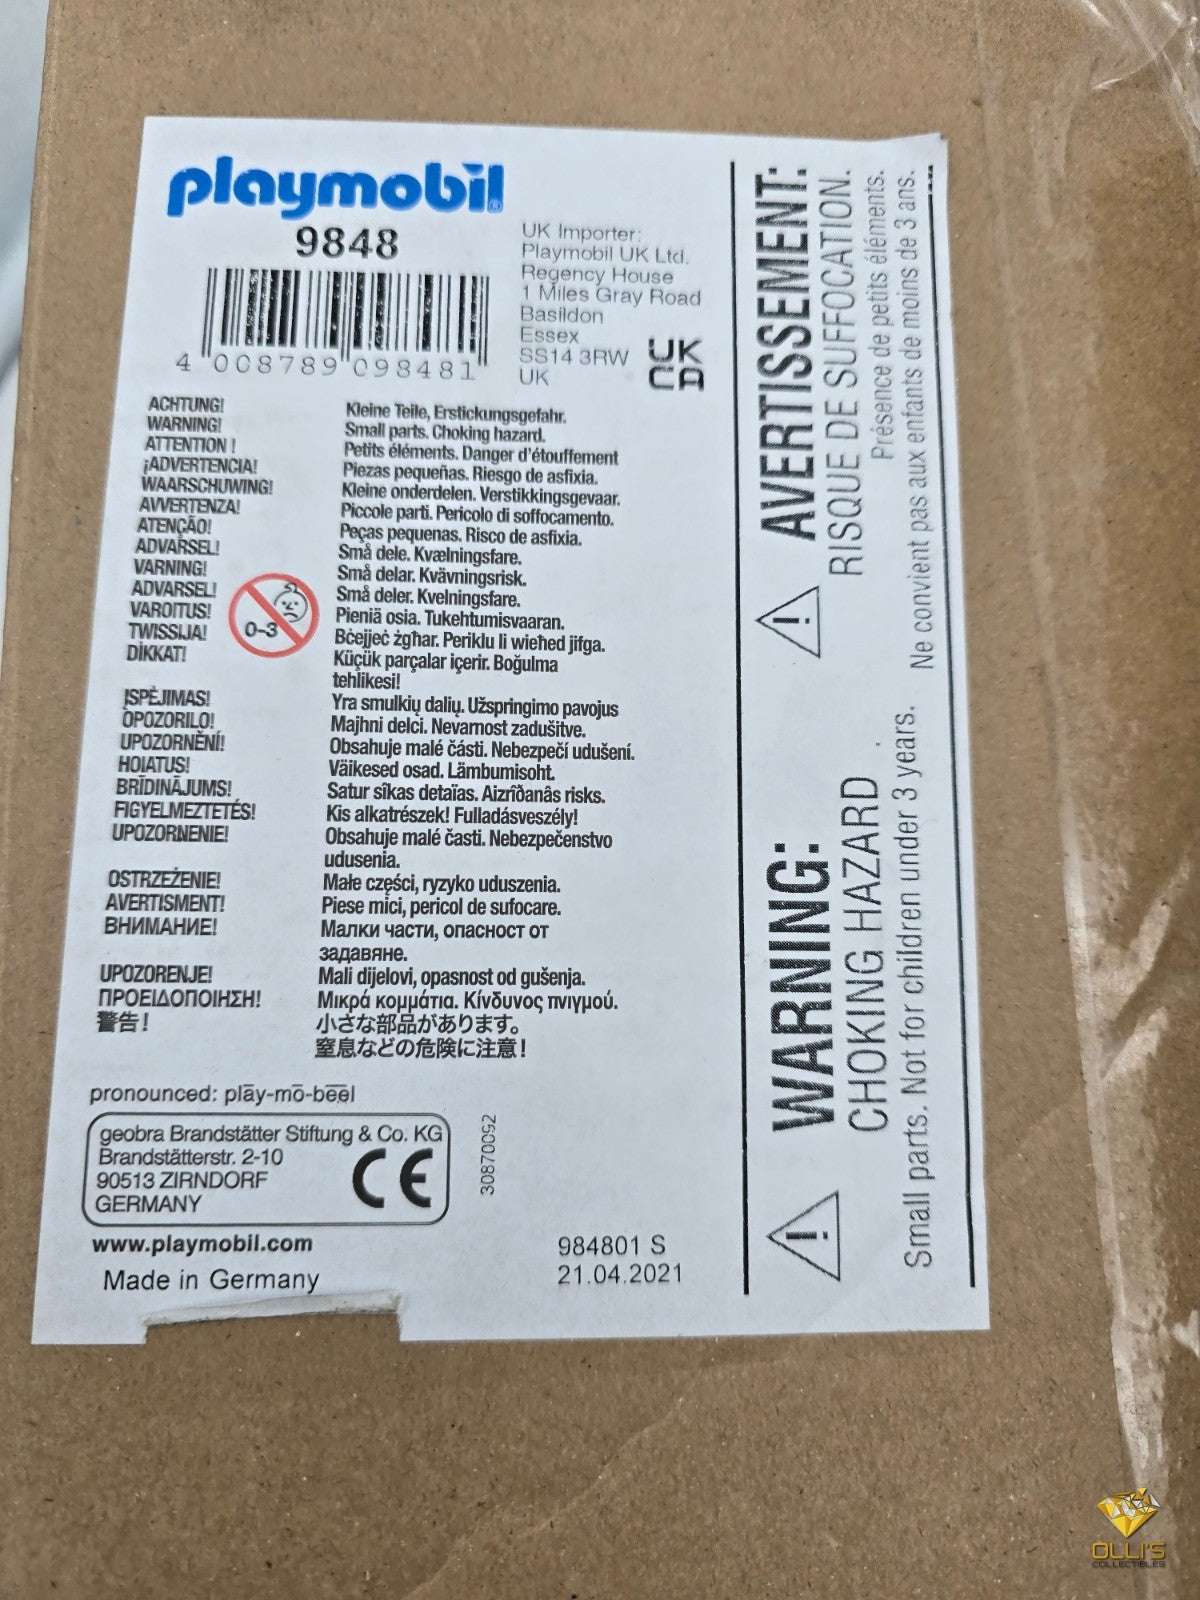 playmobil®
9848
4 008789 098481
UK Importer:
Playmobil UK Ltd.
Regency House
1 Miles Gray Road
Basildon
Essex
SS14 3RW
UK
UK
CA
ACHTUNG! Kleine Teile, Erstickungsgefahr.
WARNING! Small parts. Choking hazard.
ATTENTION ! Petits éléments. Danger d'étouffement
¡ADVERTENCIA! Piezas pequeñas. Riesgo de asfixia.
WAARSCHUWING! Kleine onderdelen. Verstikkingsgevaar.
AVVERTENZA! Piccole parti. Pericolo di soffocamento.
ATENÇÃO! Peças pequenas. Risco de asfixia.
ADVARSEL! Små dele. Kvælningsfare.
VARNING! Små delar. Kvävningsrisk.
ADVARSEL! Små deler. Kvelningsfare.
VAROITUS! Pieniä osia. Tukehtumisvaaran.
TWISSIJA! Bċejjeċ żgħar. Periklu li wieħed jifga.
DİKKAT! Küçük parçalar içerir. Boğulma
tehlikesi!
0-3
ĮSPĖJIMAS! Yra smulkių dalių. Užspringimo pavojus
OPOZORILO! Majhni delci. Nevarnost zadušitve.
UPOZORNĚNÍ! Obsahuje malé části. Nebezpečí udušení.
HOIATUS! Väikesed osad. Lämbumisoht.
BRĪDINĀJUMS! Satur sîkas detaïas. Aizrîðanâs risks.
FIGYELMEZTETÉS! Kis alkatrészek! Fulladásveszély!
UPOZORNENIE! Obsahuje malé časti. Nebezpečenstvo
udusenia.
OSTRZEŻENIE! Małe części, ryzyko uduszenia.
AVERTISMENT! Piese mici, pericol de sufocare.
ВНИМАНИЕ! Малки части, опасност от
задавяне.
UPOZORENJE! Mali dijelovi, opasnost od gušenja.
ΠΡΟΕΙΔΟΠΟΙΗΣΗ! Μικρά κομμάτια. Κίνδυνος πνιγμού.
警告! 小さな部品があります。
窒息などの危険に注意!
pronounced: plāy-mō-bēēl
geobra Brandstätter Stiftung & Co. KG
Brandstätterstr. 2-10
90513 ZIRNDORF
GERMANY
CE
30870092
www.playmobil.com
Made in Germany
984801 S
21.04.2021
AVERTISSEMENT:
RISQUE DE SUFFOCATION.
Présence de petits éléments.
Ne convient pas aux enfants de moins de 3 ans.
WARNING:
CHOKING HAZARD
Small parts. Not for children under 3 years.
OLLI'S
COLLECTIBLES